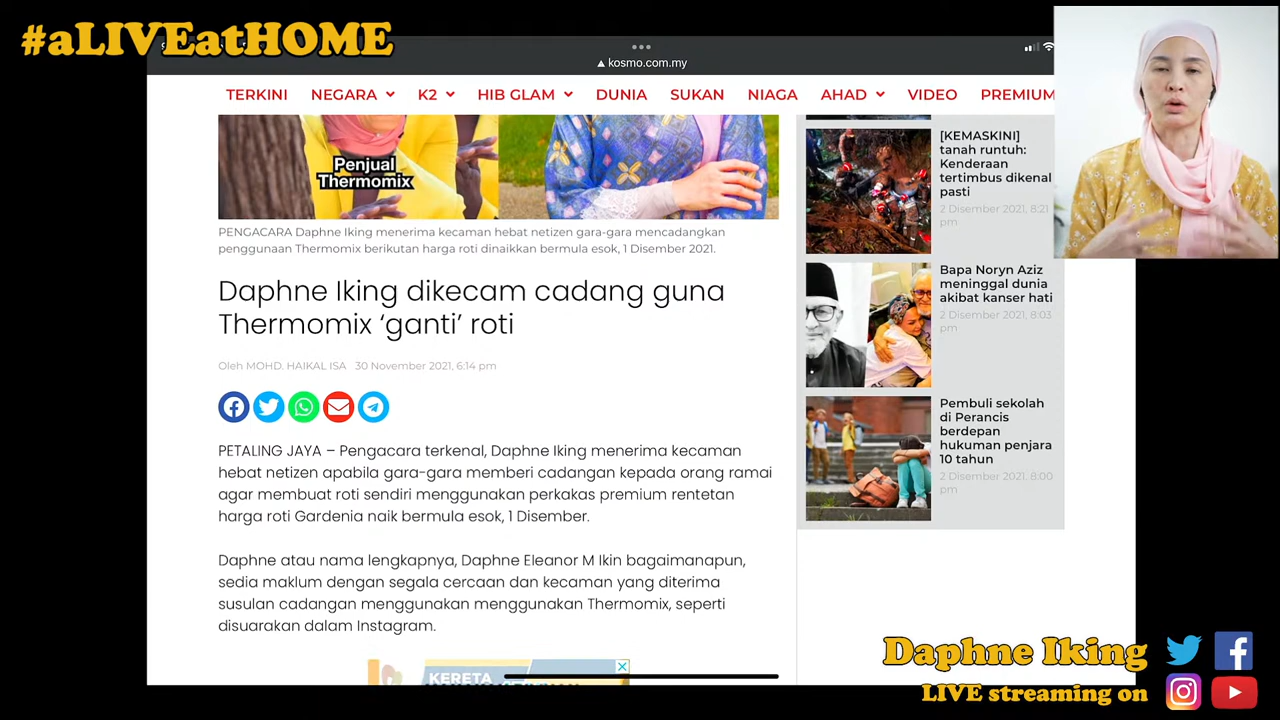 #aLIVEatHOME
kosmo.com.my
TERKINI NEGARA K2 HIB GLAM DUNIA SUKAN NIAGA AHAD VIDEO PREMIUM
Penjual
Thermomix
PENGACARA Daphne Iking menerima kecaman hebat netizen gara-gara mencadangkan
penggunaan Thermomix berikutan harga roti dinaikkan bermula esok, 1 Disember 2021.
Daphne Iking dikecam cadang guna
Thermomix ‘ganti’ roti
Oleh MOHD. HAIKAL ISA 30 November 2021, 6:14 pm
PETALING JAYA – Pengacara terkenal, Daphne Iking menerima kecaman
hebat netizen apabila gara-gara memberi cadangan kepada orang ramai
agar membuat roti sendiri menggunakan perkakas premium rentetan
harga roti Gardenia naik bermula esok, 1 Disember.
Daphne atau nama lengkapnya, Daphne Eleanor M Ikin bagaimanapun,
sedia maklum dengan segala cercaan dan kecaman yang diterima
susulan cadangan menggunakan menggunakan Thermomix, seperti
disuarakan dalam Instagram.
KERETA
[KEMASKINI]
tanah runtuh:
Kenderaan
tertimbus dikenal
pasti
2 Disember 2021, 8:21
pm
Bapa Noryn Aziz
meninggal dunia
akibat kanser hati
2 Disember 2021, 8:03
pm
Pembuli sekolah
di Perancis
berdepan
hukuman penjara
10 tahun
2 Disember 2021, 8:00
pm
Daphne Iking
LIVE streaming on